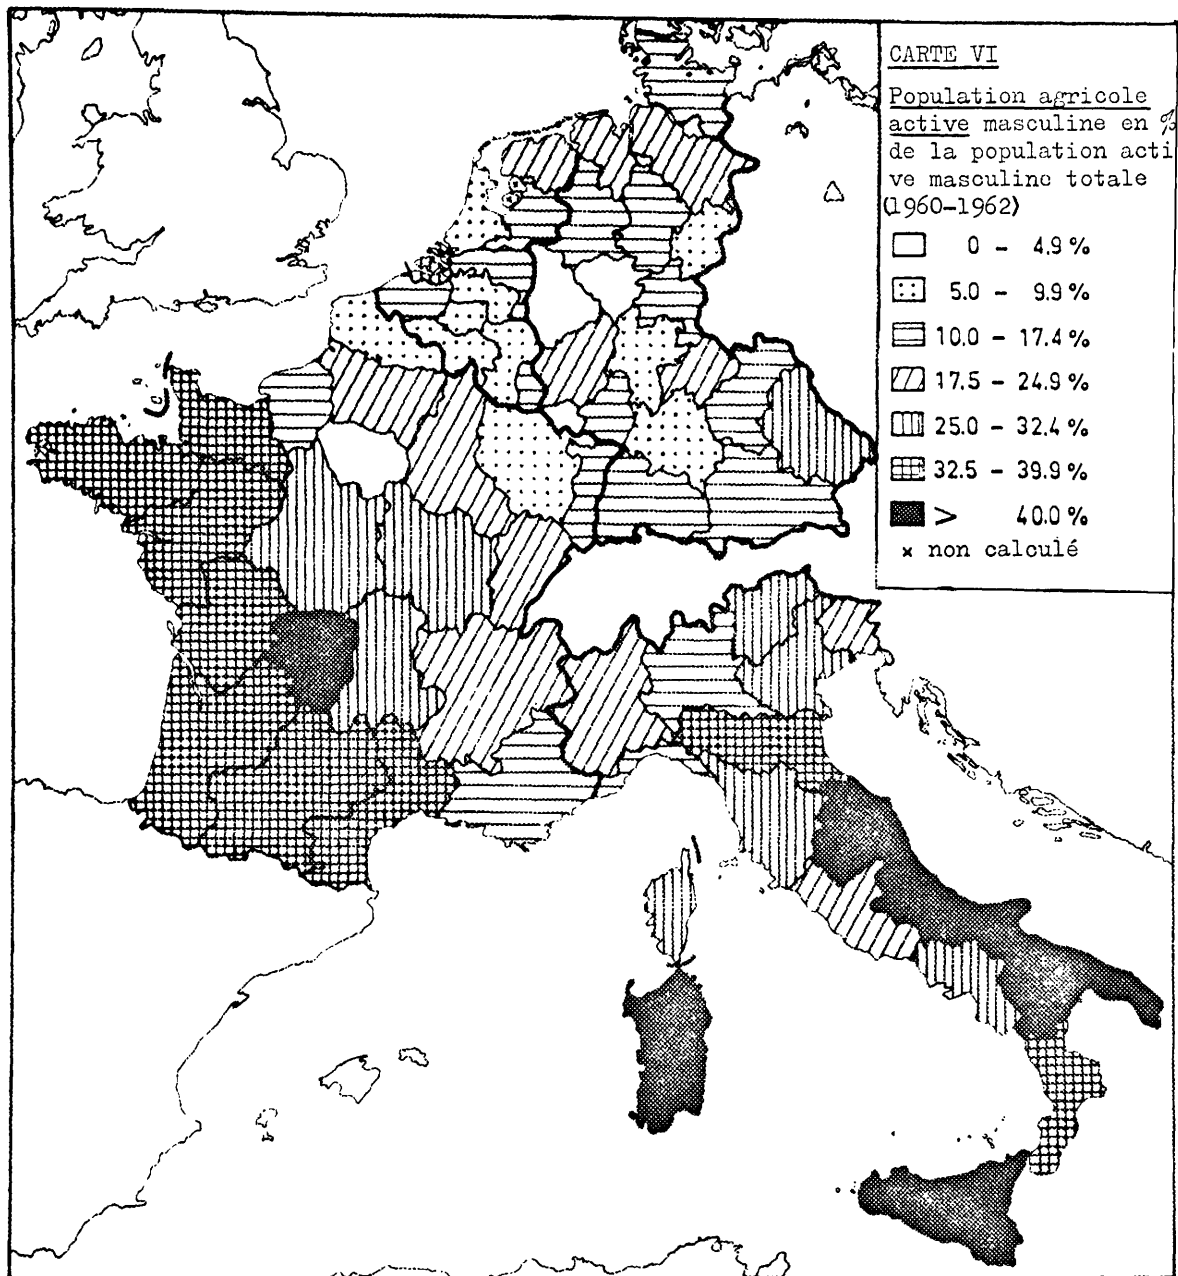 CARTE VI
Population agricole
active masculine en %
de la population acti
ve masculine totale
(1960-1962)
0 - 4.9 %
5.0 - 9.9 %
10.0 - 17.4 %
17.5 - 24.9 %
25.0 - 32.4 %
32.5 - 39.9 %
> 40.0 %
x non calculé